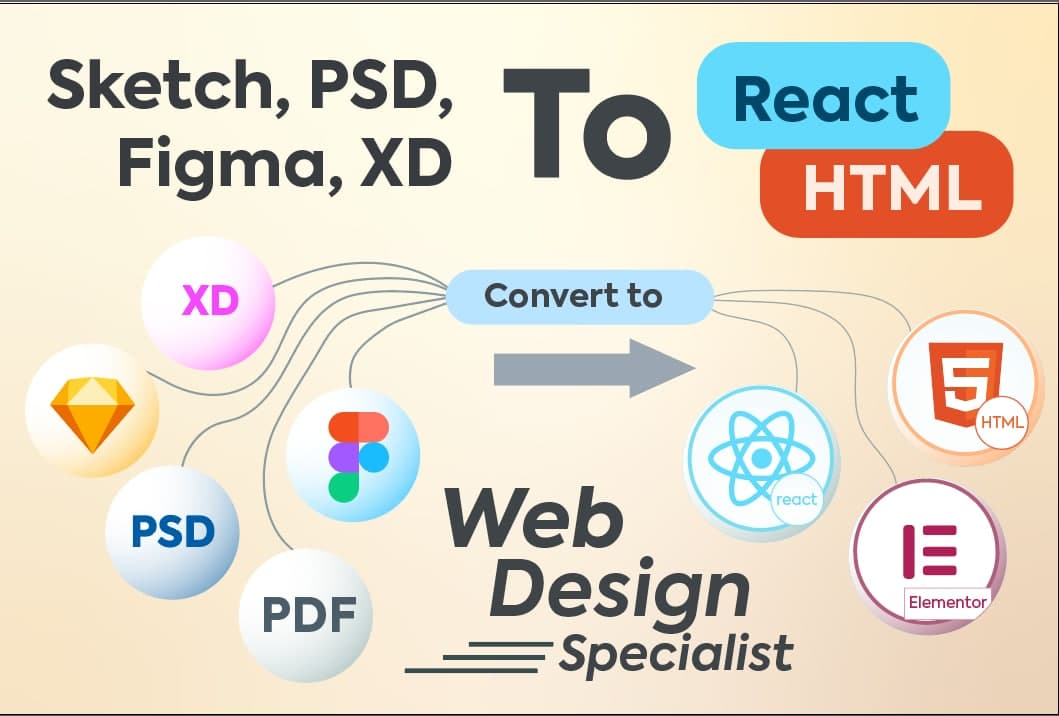 Sketch, PSD,
Figma, XD
To
React
HTML
XD
Convert to
PSD
PDF
5
HTML
react
Elementor
Web
Design
Specialist